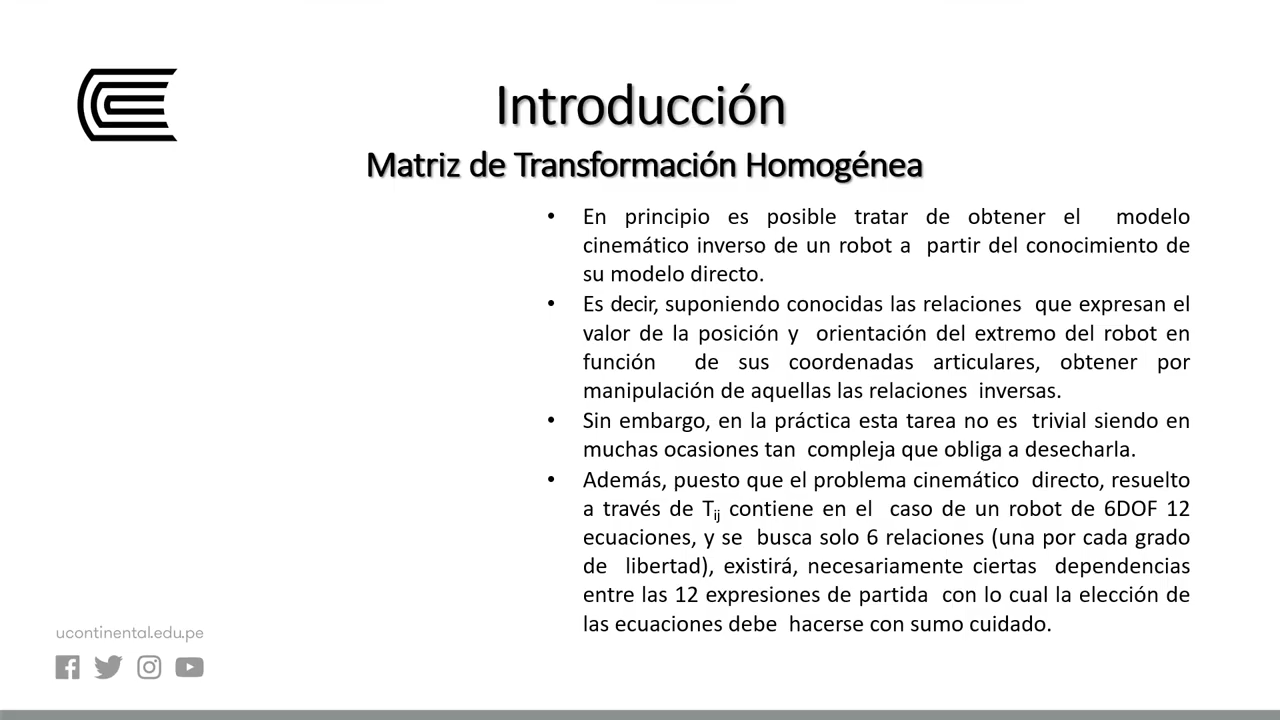 Introducción
Matriz de Transformación Homogénea
• En principio es posible tratar de obtener el modelo
cinemático inverso de un robot a partir del conocimiento de
su modelo directo.
• Es decir, suponiendo conocidas las relaciones que expresan el
valor de la posición y orientación del extremo del robot en
función de sus coordenadas articulares, obtener por
manipulación de aquellas las relaciones inversas.
• Sin embargo, en la práctica esta tarea no es trivial siendo en
muchas ocasiones tan compleja que obliga a desecharla.
• Además, puesto que el problema cinemático directo, resuelto
a través de Tij contiene en el caso de un robot de 6DOF 12
ecuaciones, y se busca solo 6 relaciones (una por cada grado
de libertad), existirá, necesariamente ciertas dependencias
entre las 12 expresiones de partida con lo cual la elección de
las ecuaciones debe hacerse con sumo cuidado.
ucontinental.edu.pe